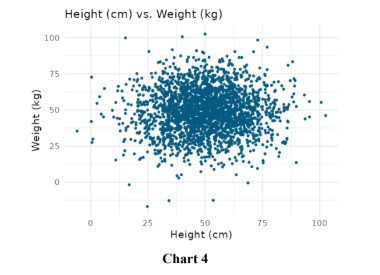 Height (cm) vs. Weight (kg)
100
75
50
25
0
Weight (kg)
0 25 50 75 100
Height (cm)
Chart 4